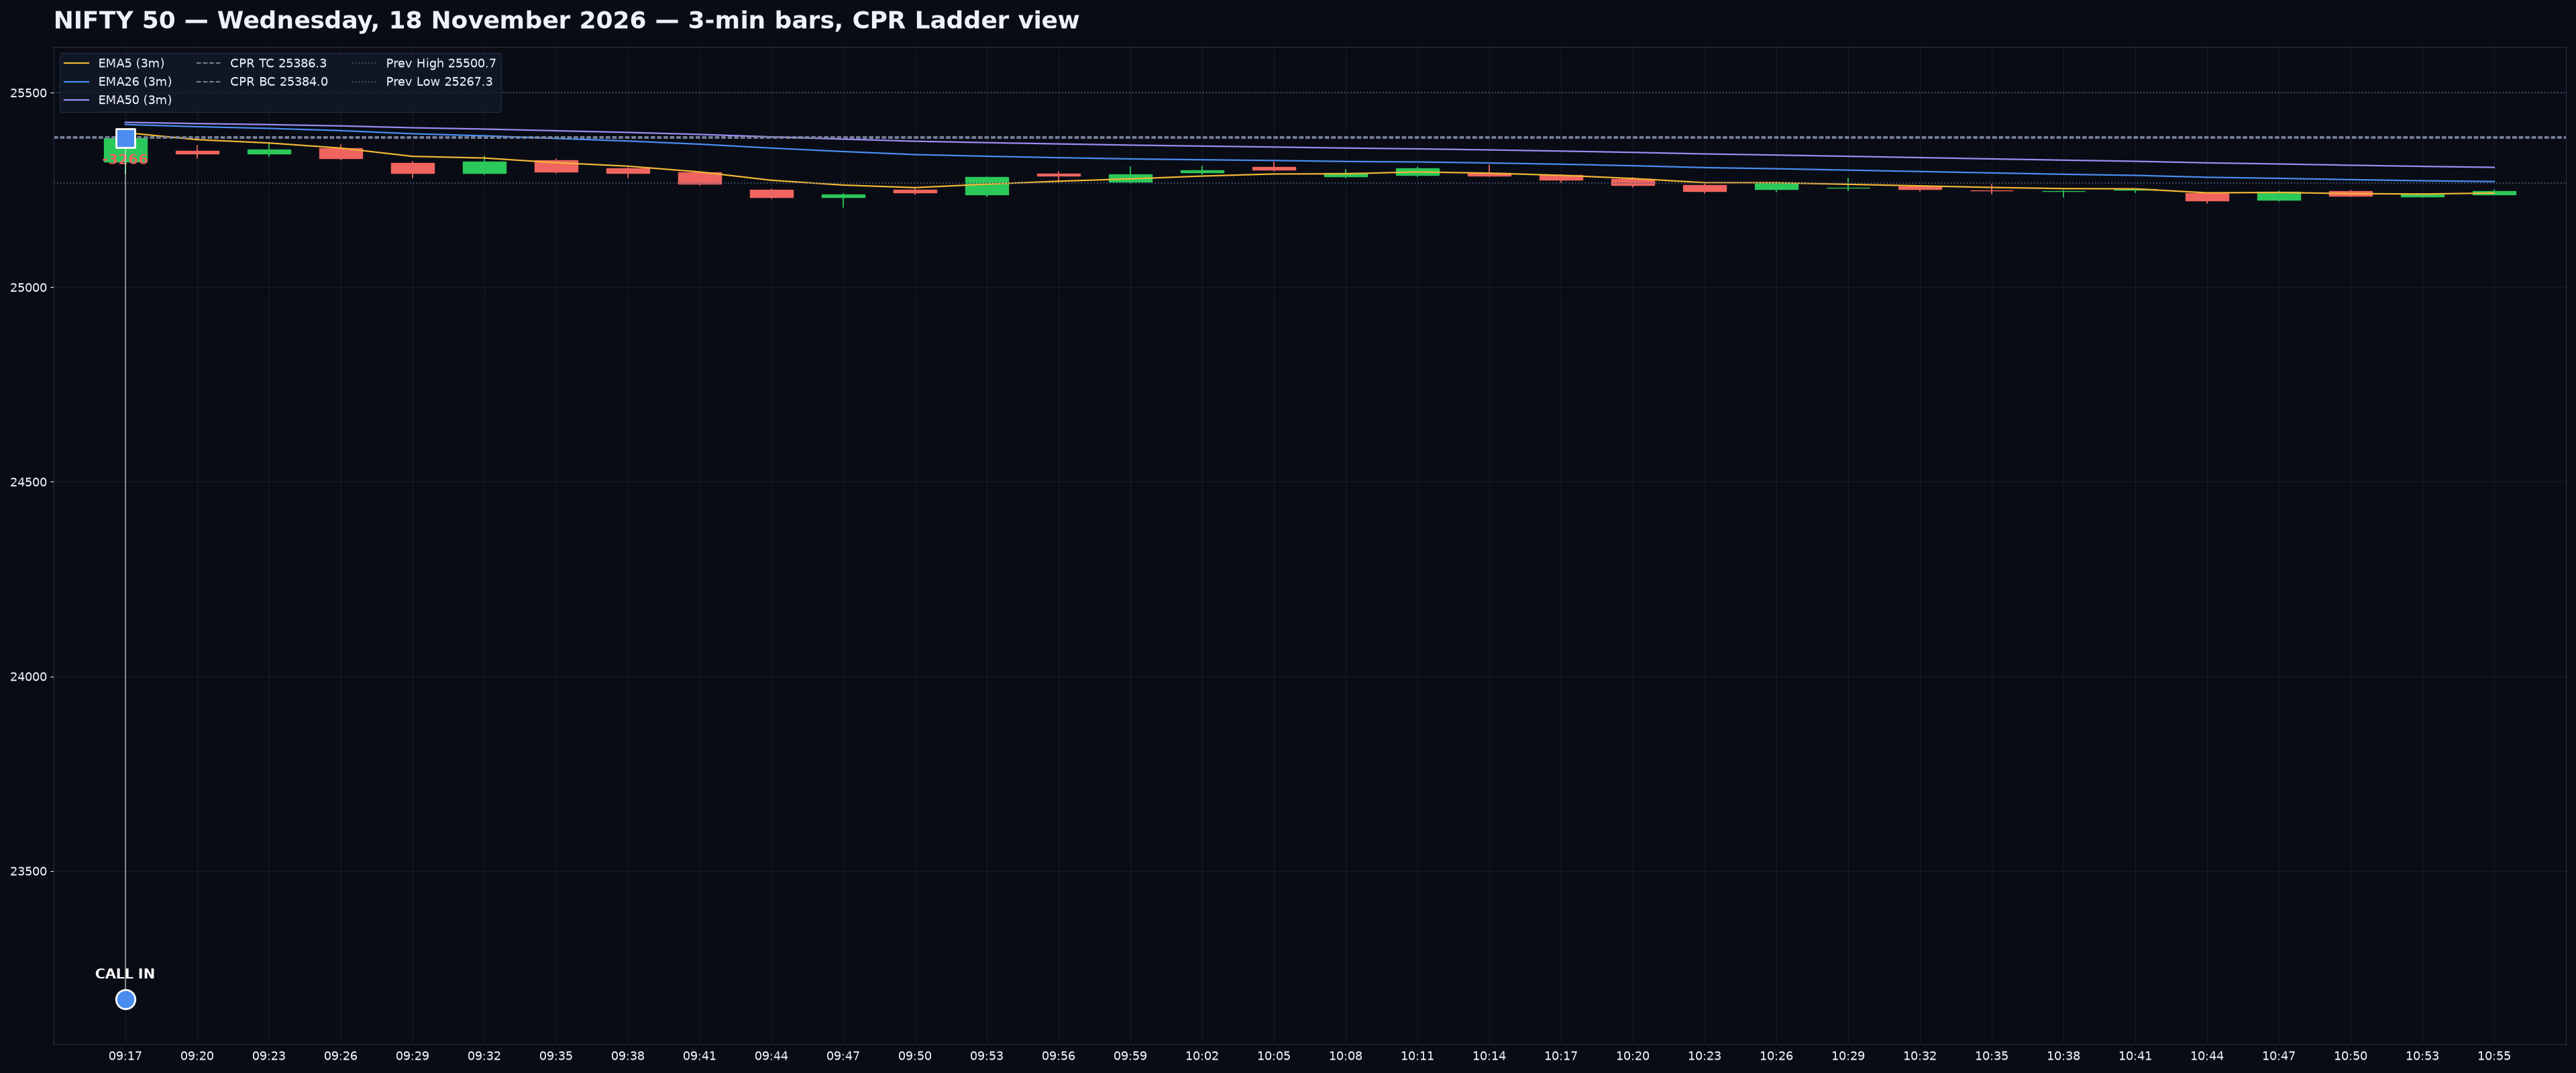 NIFTY 50 — Wednesday, 18 November 2026 — 3-min bars, CPR Ladder view
EMA5 (3m)
EMA26 (3m)
EMA50 (3m)
CPR TC 25386.3
CPR BC 25384.0
Prev High 25500.7
Prev Low 25267.3
25500
25000
24500
24000
23500
CALL IN
09:17 09:20 09:23 09:26 09:29 09:32 09:35 09:38 09:41 09:44 09:47 09:50 09:53 09:56 09:59 10:02 10:05 10:08 10:11 10:14 10:17 10:20 10:23 10:26 10:29 10:32 10:35 10:38 10:41 10:44 10:47 10:50 10:53 10:55